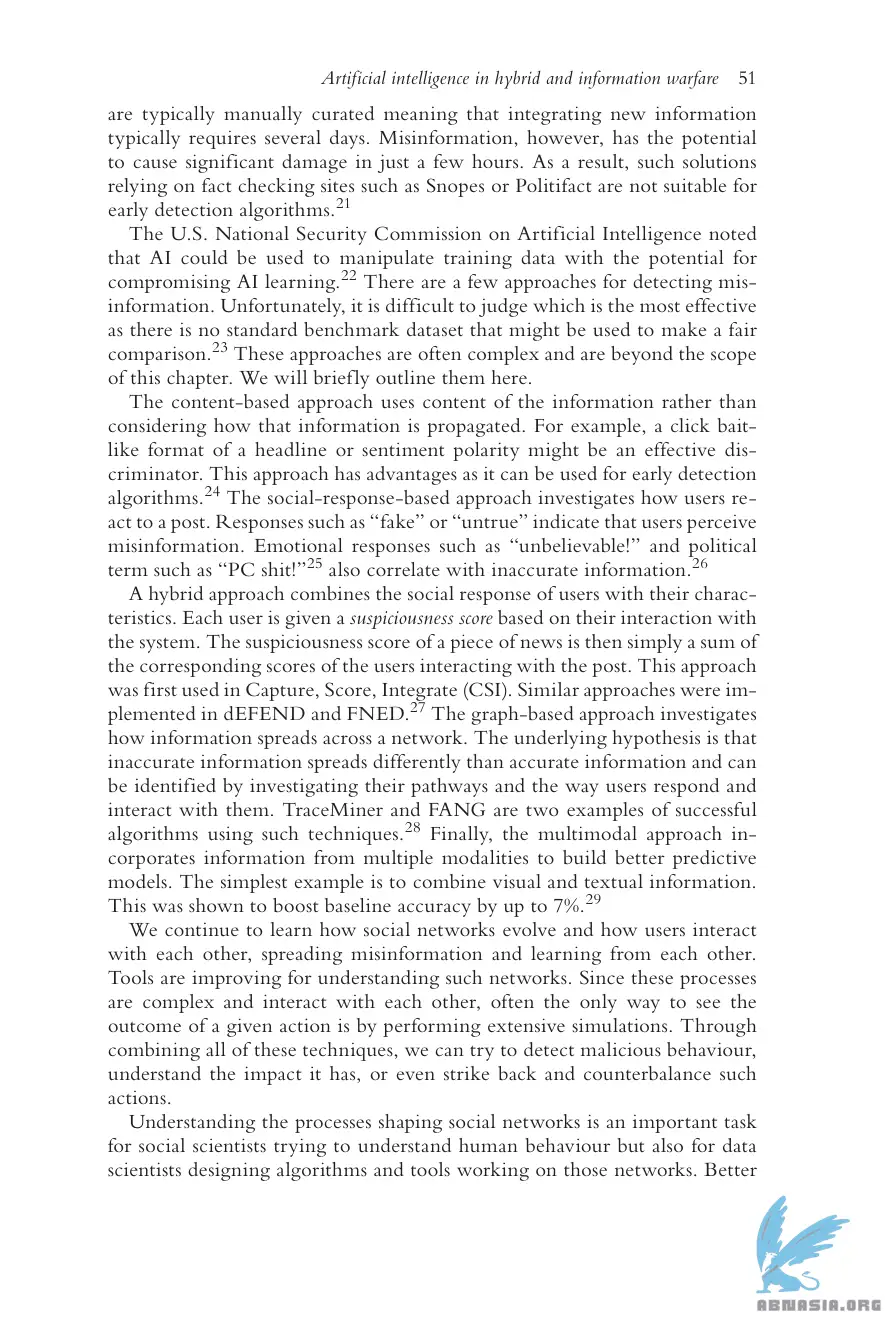 Artificial intelligence in hybrid and information warfare 51
are typically manually curated meaning that integrating new information
typically requires several days. Misinformation, however, has the potential
to cause significant damage in just a few hours. As a result, such solutions
relying on fact checking sites such as Snopes or Politifact are not suitable for
early detection algorithms.21
The U.S. National Security Commission on Artificial Intelligence noted
that AI could be used to manipulate training data with the potential for
compromising AI learning.22 There are a few approaches for detecting mis-
information. Unfortunately, it is difficult to judge which is the most effective
as there is no standard benchmark dataset that might be used to make a fair
comparison.23 These approaches are often complex and are beyond the scope
of this chapter. We will briefly outline them here.
The content-based approach uses content of the information rather than
considering how that information is propagated. For example, a click bait-
like format of a headline or sentiment polarity might be an effective dis-
criminator. This approach has advantages as it can be used for early detection
algorithms.24 The social-response-based approach investigates how users re-
act to a post. Responses such as “fake” or “untrue” indicate that users perceive
misinformation. Emotional responses such as “unbelievable!” and political
term such as “PC shit!”25 also correlate with inaccurate information.26
A hybrid approach combines the social response of users with their charac-
teristics. Each user is given a suspiciousness score based on their interaction with
the system. The suspiciousness score of a piece of news is then simply a sum of
the corresponding scores of the users interacting with the post. This approach
was first used in Capture, Score, Integrate (CSI). Similar approaches were im-
plemented in dEFEND and FNED.27 The graph-based approach investigates
how information spreads across a network. The underlying hypothesis is that
inaccurate information spreads differently than accurate information and can
be identified by investigating their pathways and the way users respond and
interact with them. TraceMiner and FANG are two examples of successful
algorithms using such techniques.28 Finally, the multimodal approach in-
corporates information from multiple modalities to build better predictive
models. The simplest example is to combine visual and textual information.
This was shown to boost baseline accuracy by up to 7%.29
We continue to learn how social networks evolve and how users interact
with each other, spreading misinformation and learning from each other.
Tools are improving for understanding such networks. Since these processes
are complex and interact with each other, often the only way to see the
outcome of a given action is by performing extensive simulations. Through
combining all of these techniques, we can try to detect malicious behaviour,
understand the impact it has, or even strike back and counterbalance such
actions.
Understanding the processes shaping social networks is an important task
for social scientists trying to understand human behaviour but also for data
scientists designing algorithms and tools working on those networks. Better
ABNASIA.ORG